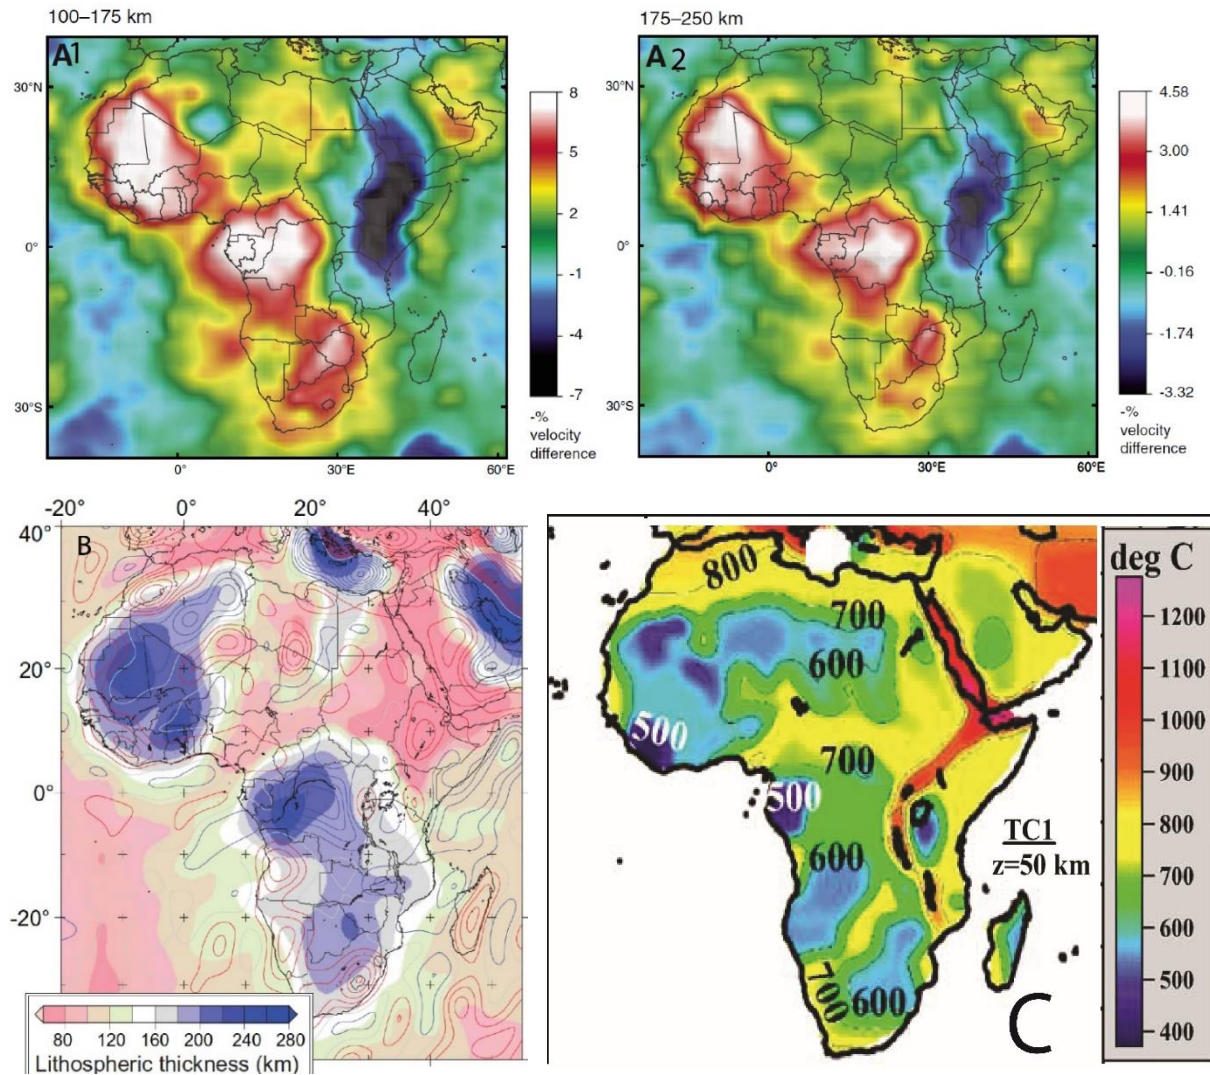 100–175 km
A1
30°N
0°
30°S
0°
30°E
60°E
8
5
2
-1
-4
-7
-%
velocity
difference
175–250 km
A2
30°N
0°
30°S
0°
30°E
60°E
4.58
3.00
1.41
-0.16
-1.74
-3.32
-%
velocity
difference
-20°
0°
20°
40°
40°
B
20°
0°
-20°
80
120
160
200
240
280
Lithospheric thickness (km)
800
700
600
500
700
500
600
700
600
TC1
z=50 km
C
deg C
1200
1100
1000
900
800
700
600
500
400